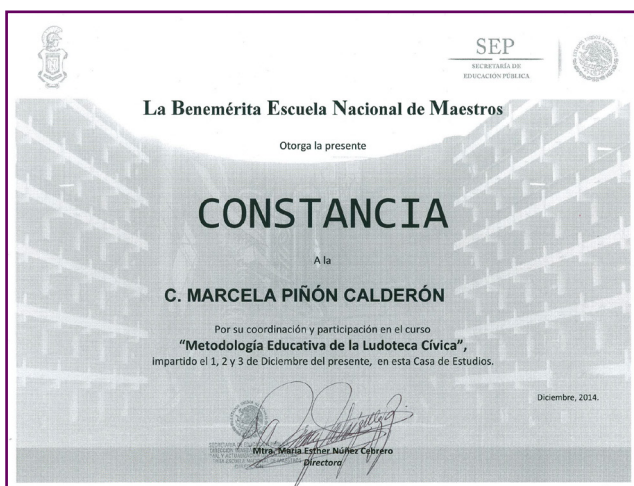 SEP
SECRETARÍA DE
EDUCACIÓN PÚBLICA
La Benemérita Escuela Nacional de Maestros
Otorga la presente
CONSTANCIA
A la
C. MARCELA PIÑÓN CALDERÓN
Por su coordinación y participación en el curso
"Metodología Educativa de la Ludoteca Cívica",
impartido el 1, 2 y 3 de Diciembre del presente, en esta Casa de Estudios.
Diciembre, 2014.
Mtra. María Esther Núñez Cebrero
Directora